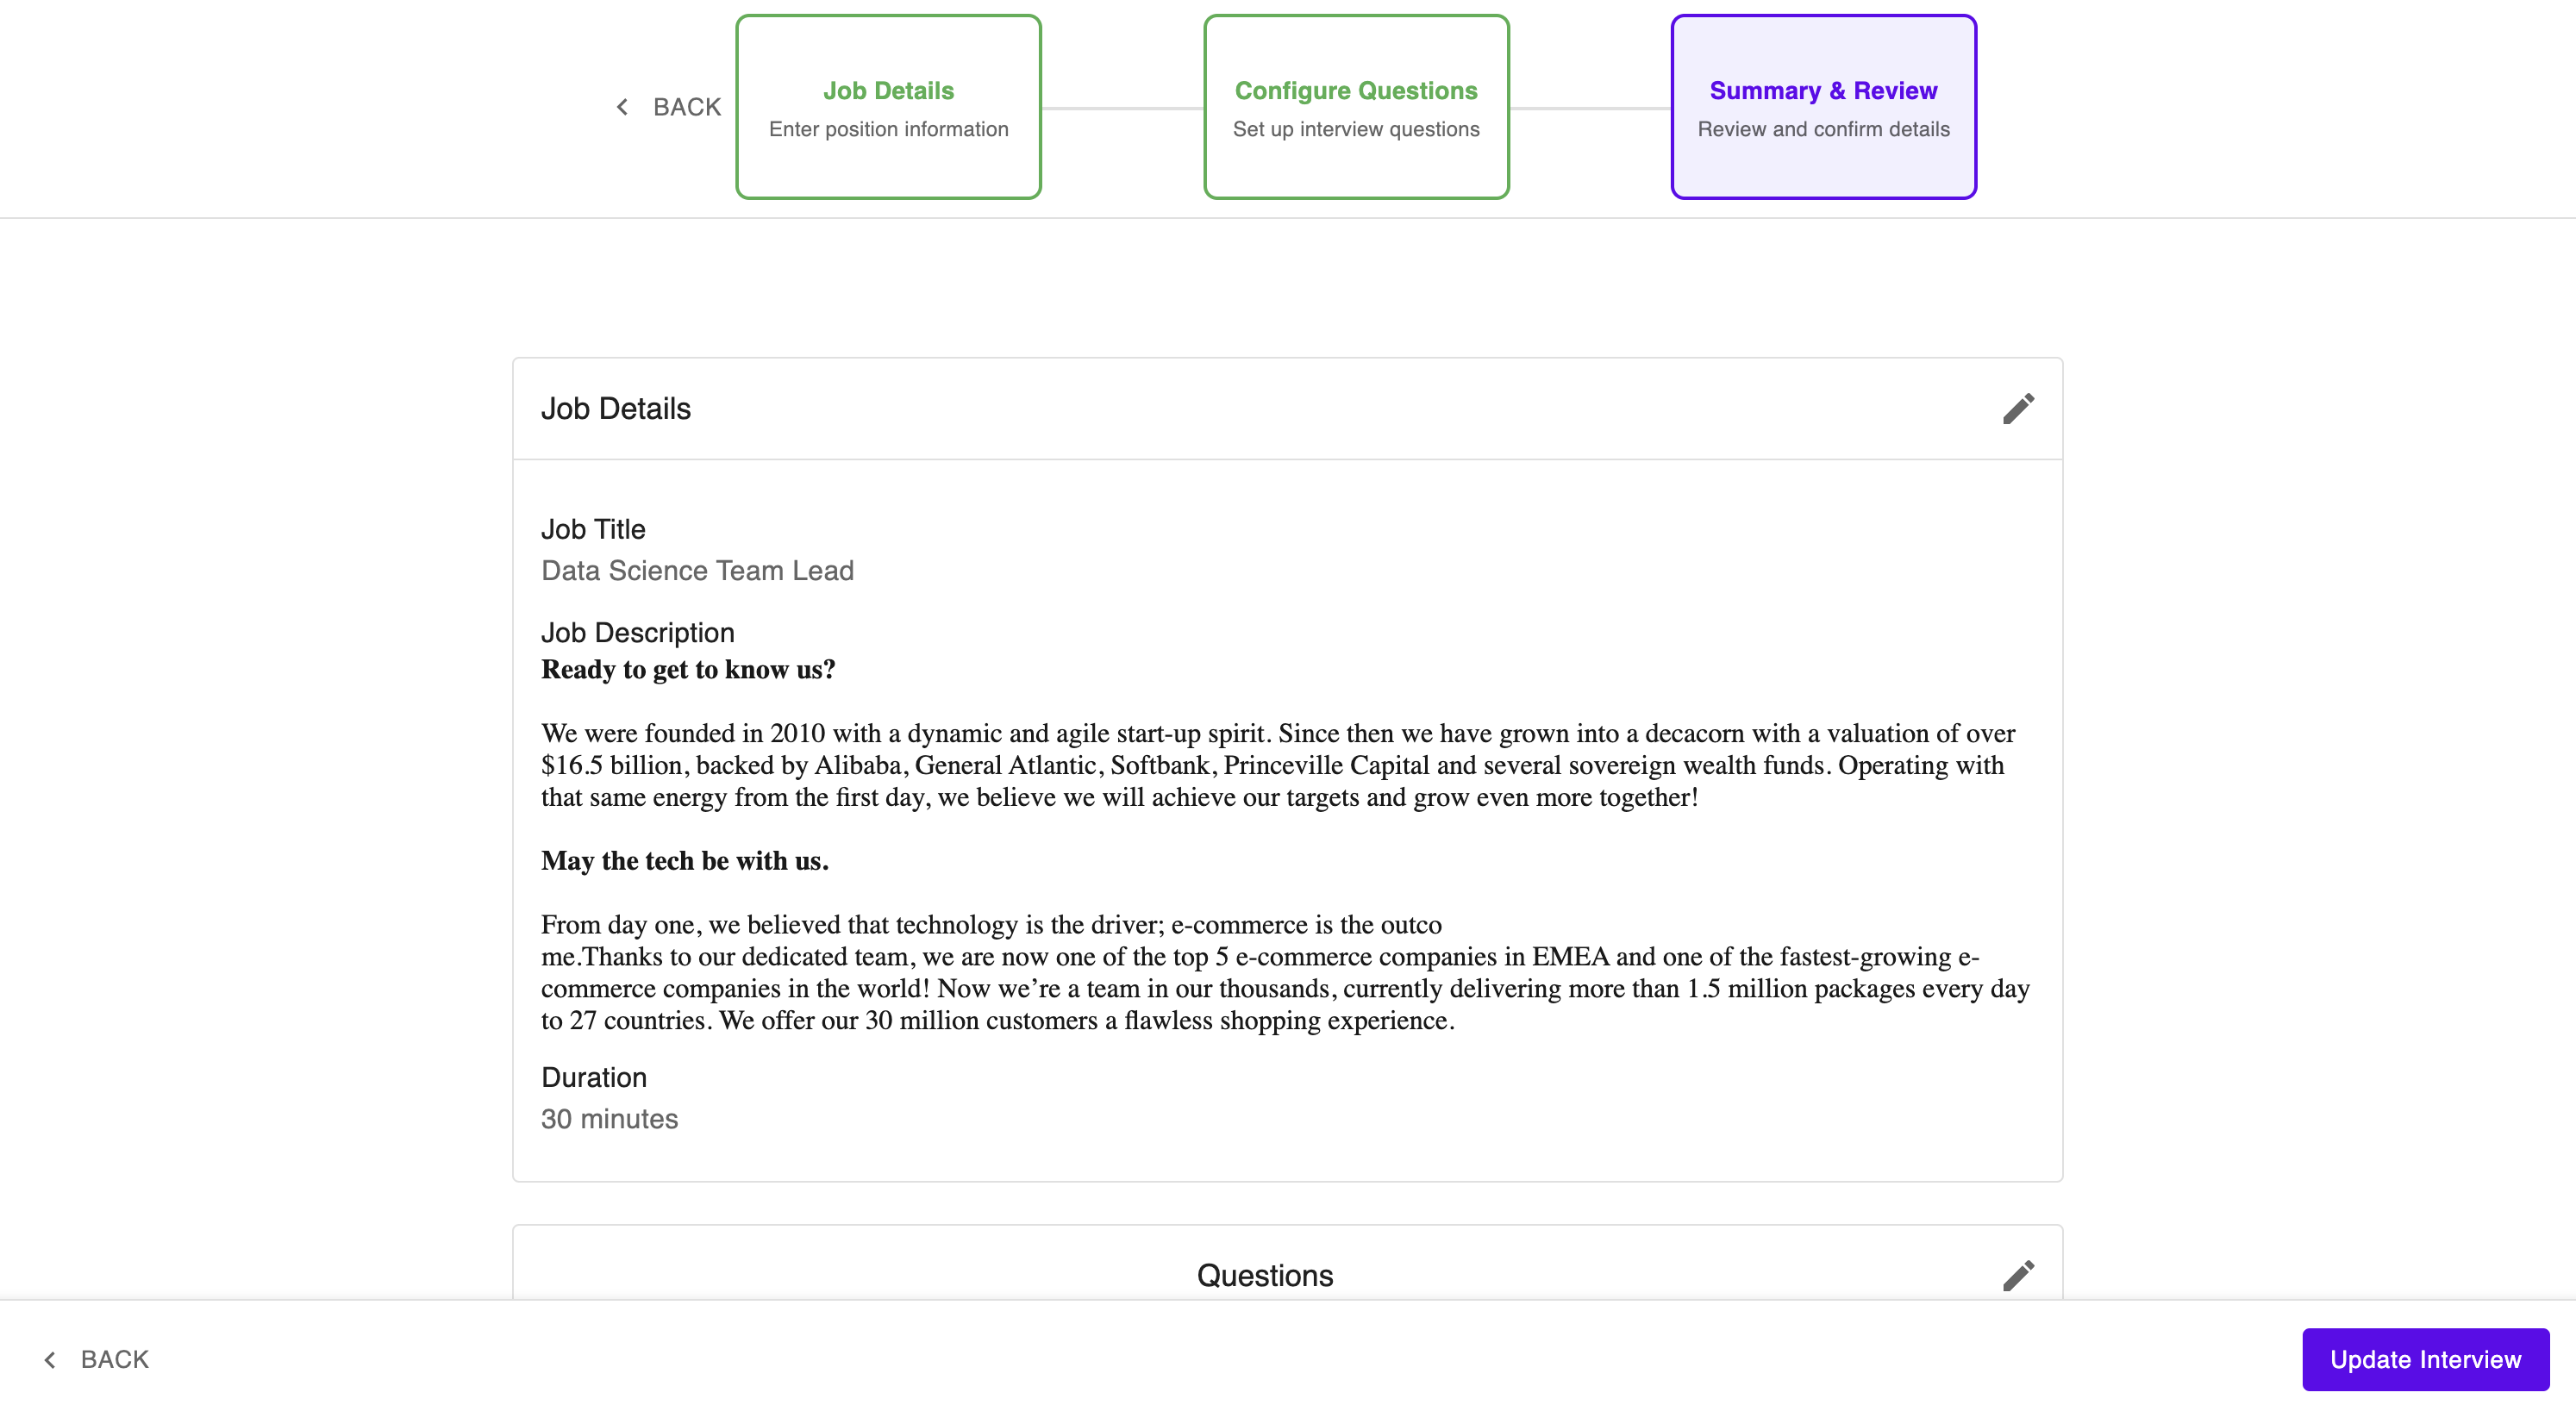 BACK
Job Details
Enter position information
Configure Questions
Set up interview questions
Summary & Review
Review and confirm details
Job Details
Job Title
Data Science Team Lead
Job Description
Ready to get to know us?
We were founded in 2010 with a dynamic and agile start-up spirit. Since then we have grown into a decacorn with a valuation of over
$16.5 billion, backed by Alibaba, General Atlantic, Softbank, Princeville Capital and several sovereign wealth funds. Operating with
that same energy from the first day, we believe we will achieve our targets and grow even more together!
May the tech be with us.
From day one, we believed that technology is the driver; e-commerce is the outco
me.Thanks to our dedicated team, we are now one of the top 5 e-commerce companies in EMEA and one of the fastest-growing e-
commerce companies in the world! Now we’re a team in our thousands, currently delivering more than 1.5 million packages every day
to 27 countries. We offer our 30 million customers a flawless shopping experience.
Duration
30 minutes
Questions
BACK
Update Interview